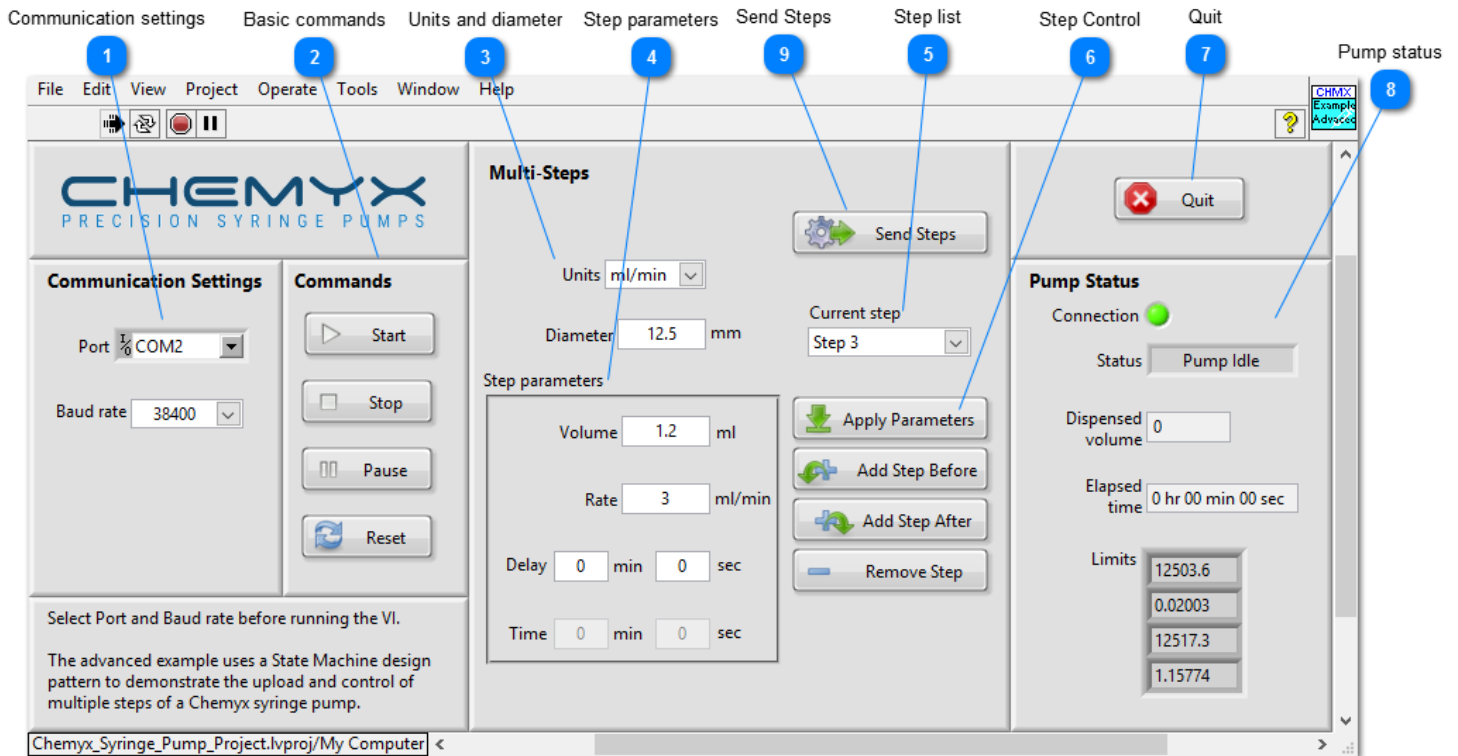 Communication settings
Basic commands
Units and diameter
Step parameters
Send Steps
Step list
Step Control
Quit
Pump status
1
2
3
4
9
5
6
7
8
File Edit View Project Operate Tools Window Help
CHMX
Example
Advaced
?
CHEMYX
PRECISION SYRINGE PUMPS
Communication Settings
Port COM2
Baud rate 38400
Commands
Start
Stop
Pause
Reset
Select Port and Baud rate before running the VI.
The advanced example uses a State Machine design
pattern to demonstrate the upload and control of
multiple steps of a Chemyx syringe pump.
Multi-Steps
Send Steps
Units ml/min
Diameter 12.5 mm
Current step
Step 3
Step parameters
Volume 1.2 ml
Rate 3 ml/min
Delay 0 min 0 sec
Time 0 min 0 sec
Apply Parameters
Add Step Before
Add Step After
Remove Step
Quit
Pump Status
Connection
Status Pump Idle
Dispensed
volume 0
Elapsed
time 0 hr 00 min 00 sec
Limits
12503.6
0.02003
12517.3
1.15774
Chemyx_Syringe_Pump_Project.lvproj/My Computer